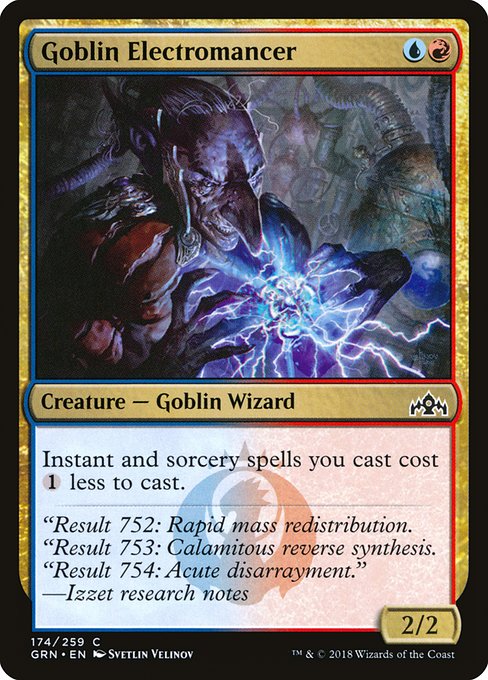 Goblin Electromancer
Creature — Goblin Wizard
Instant and sorcery spells you cast cost
1 less to cast.
“Result 752: Rapid mass redistribution.
“Result 753: Calamitous reverse synthesis.
“Result 754: Acute disarrayment.”
—Izzet research notes
2/2
174/259 C
GRN • EN Svetlin Velinov
™ & © 2018 Wizards of the Coast